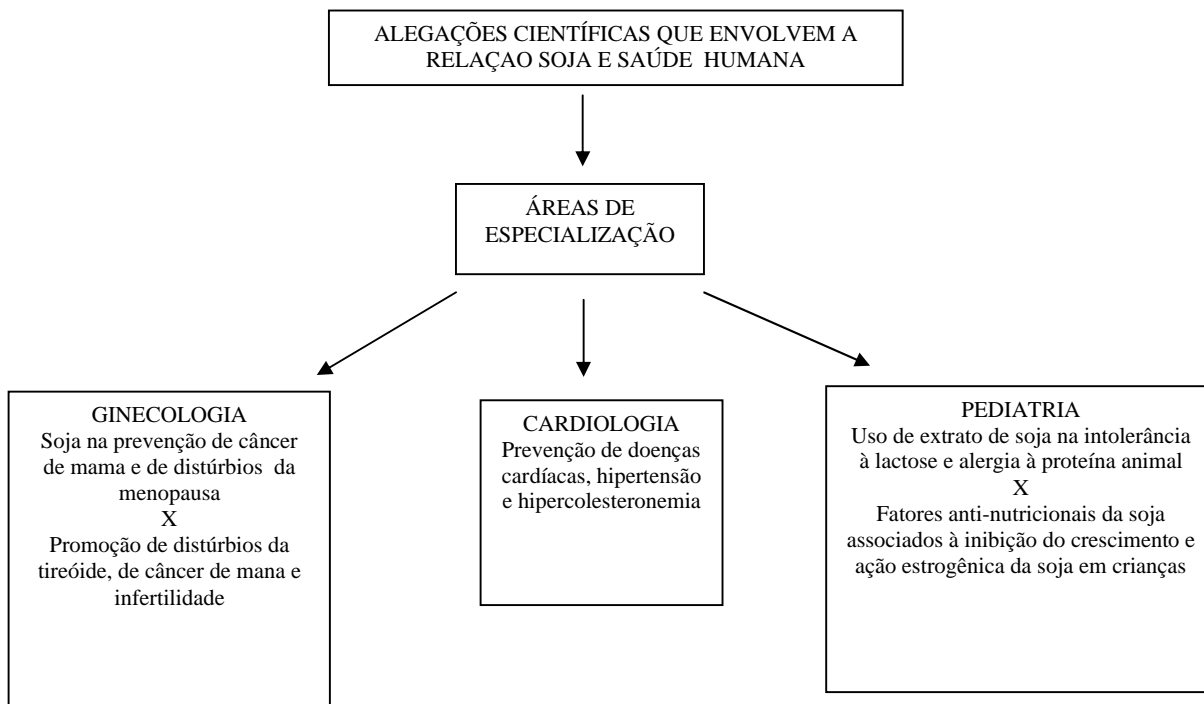 ALEGAÇÕES CIENTÍFICAS QUE ENVOLVEM A
RELAÇAO SOJA E SAÚDE HUMANA
ÁREAS DE
ESPECIALIZAÇÃO
GINECOLOGIA
Soja na prevenção de câncer
de mama e de distúrbios da
menopausa
X
Promoção de distúrbios da
tireóide, de câncer de mana e
infertilidade
CARDIOLOGIA
Prevenção de doenças
cardíacas, hipertensão
e hipercolesteronemia
PEDIATRIA
Uso de extrato de soja na intolerância
à lactose e alergia à proteína animal
X
Fatores anti-nutricionais da soja
associados à inibição do crescimento e
ação estrogênica da soja em crianças